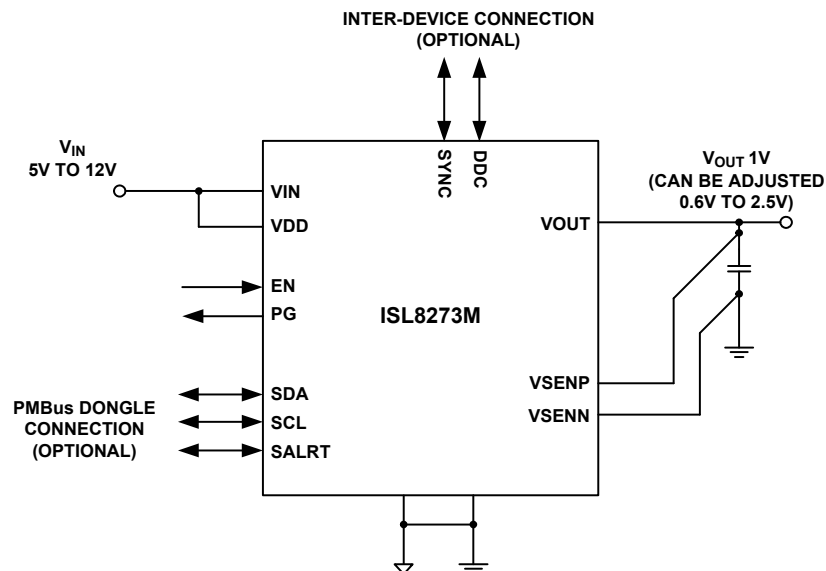 INTER-DEVICE CONNECTION
(OPTIONAL)
SYNC
DDC
VIN
5V TO 12V
VIN
VDD
EN
PG
ISL8273M
VOUT
VOUT 1V
(CAN BE ADJUSTED
0.6V TO 2.5V)
VSENP
VSENN
PMBus DONGLE
CONNECTION
(OPTIONAL)
SDA
SCL
SALRT